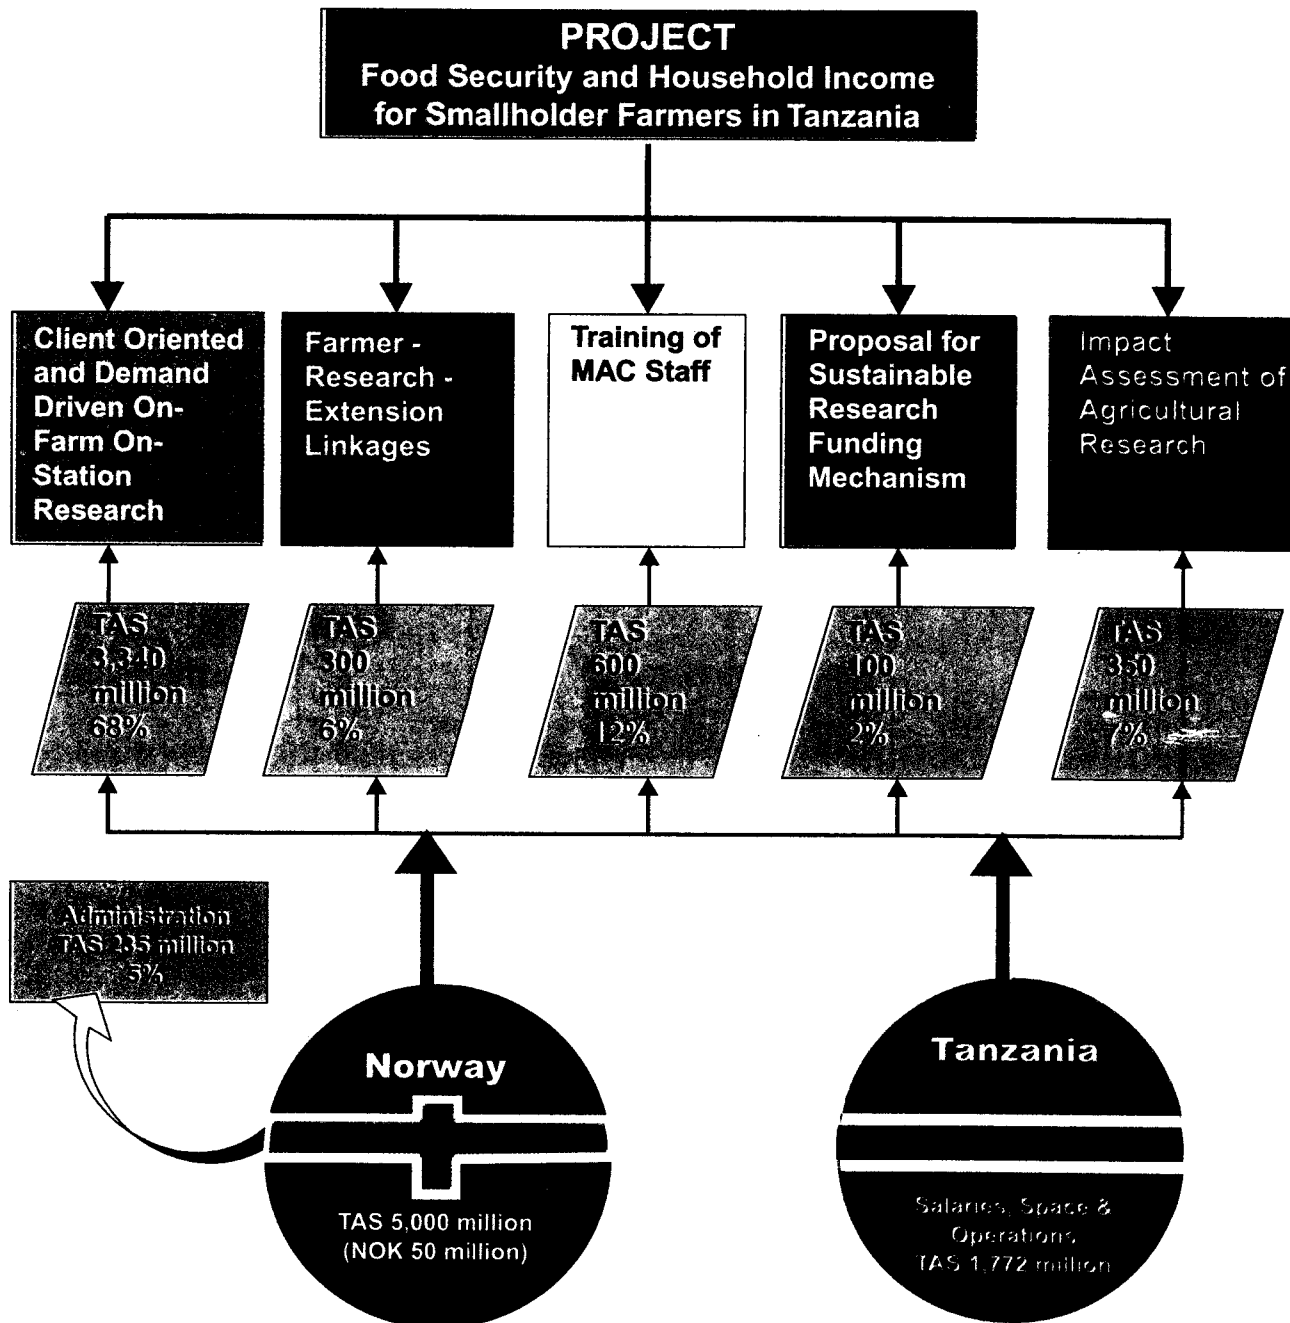 PROJECT
Food Security and Household Income
for Smallholder Farmers in Tanzania
Client Oriented
and Demand
Driven On-
Farm On-
Station
Research
Farmer -
Research -
Extension
Linkages
Training of
MAC Staff
Proposal for
Sustainable
Research
Funding
Mechanism
Impact
Assessment of
Agricultural
Research
TAS
3,340
million
68%
TAS
300
million
6%
TAS
600
million
12%
TAS
100
million
2%
TAS
350
million
7%
Administration
TAS 285 million
5%
Norway
TAS 5,000 million
(NOK 50 million)
Tanzania
Salaries, Space &
Operations
TAS 1,772 million